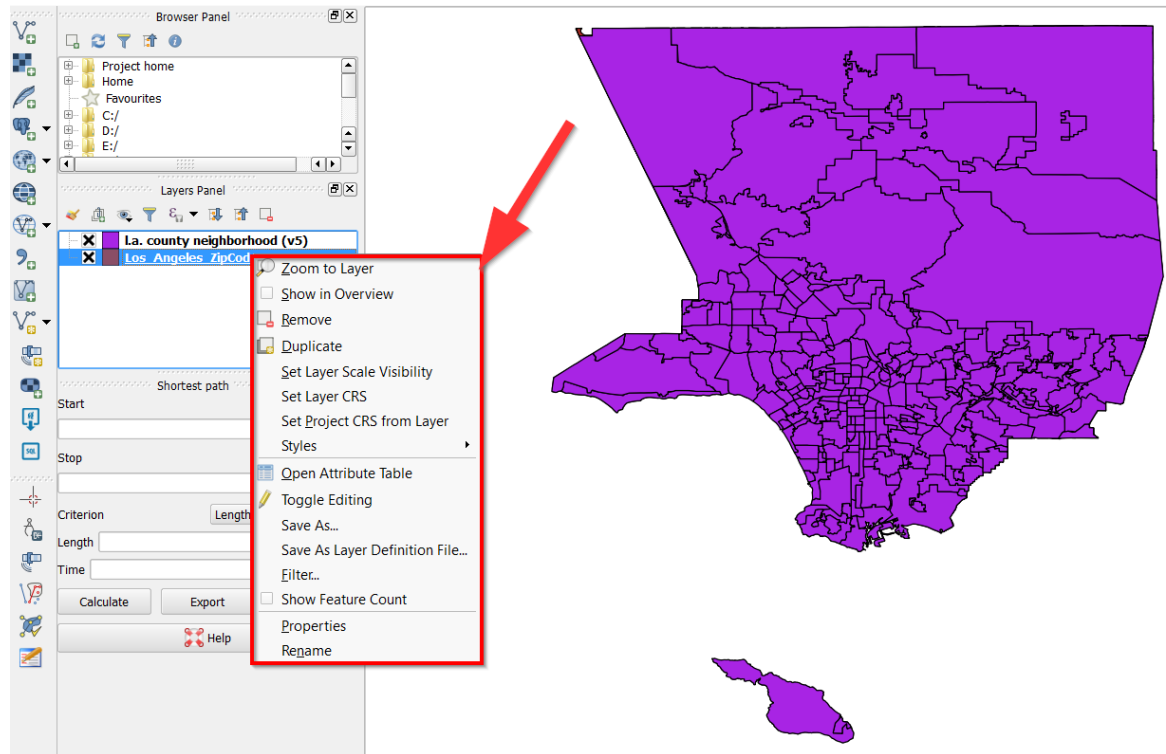 Browser Panel
Project home
Home
Favourites
C:/
D:/
E:/
Layers Panel
La. county neighborhood (v5)
Los_Angeles_ZipCod
Zoom to Layer
Show in Overview
Remove
Duplicate
Set Layer Scale Visibility
Set Layer CRS
Set Project CRS from Layer
Styles
Open Attribute Table
Toggle Editing
Save As...
Save As Layer Definition File...
Filter...
Show Feature Count
Properties
Rename
Shortest path
Start
Stop
Criterion
Length
Length
Time
Calculate
Export
Help
SQL